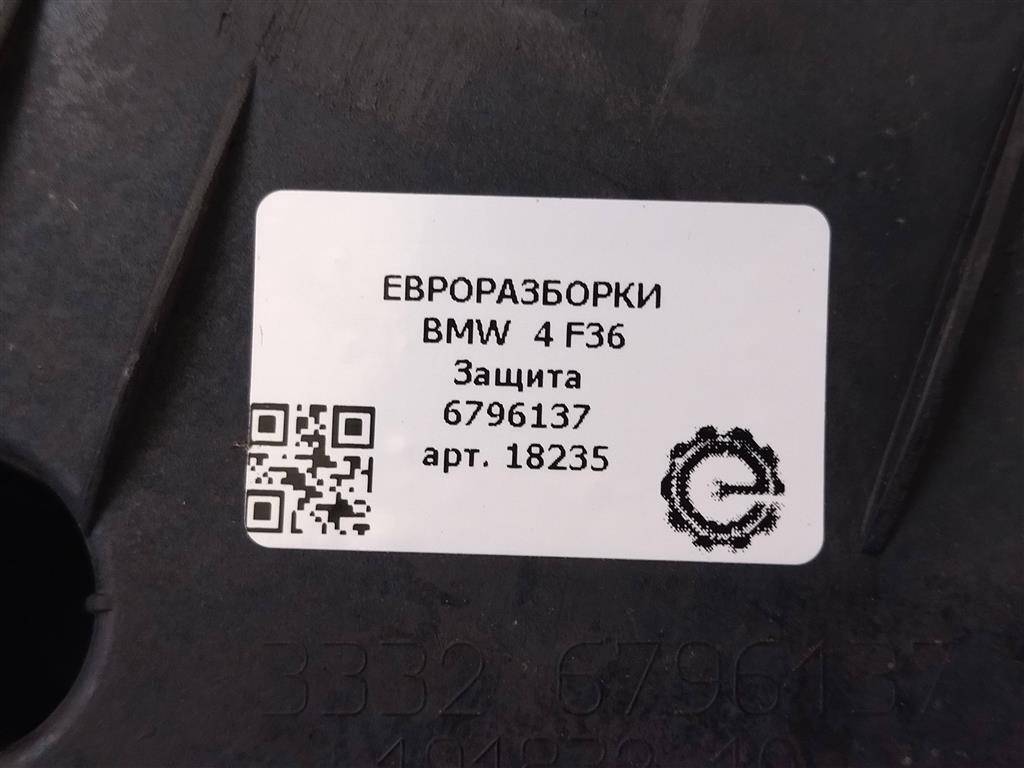 ЕВРОРАЗБОРКИ
BMW 4 F36
Защита
6796137
арт. 18235
3332 6796137